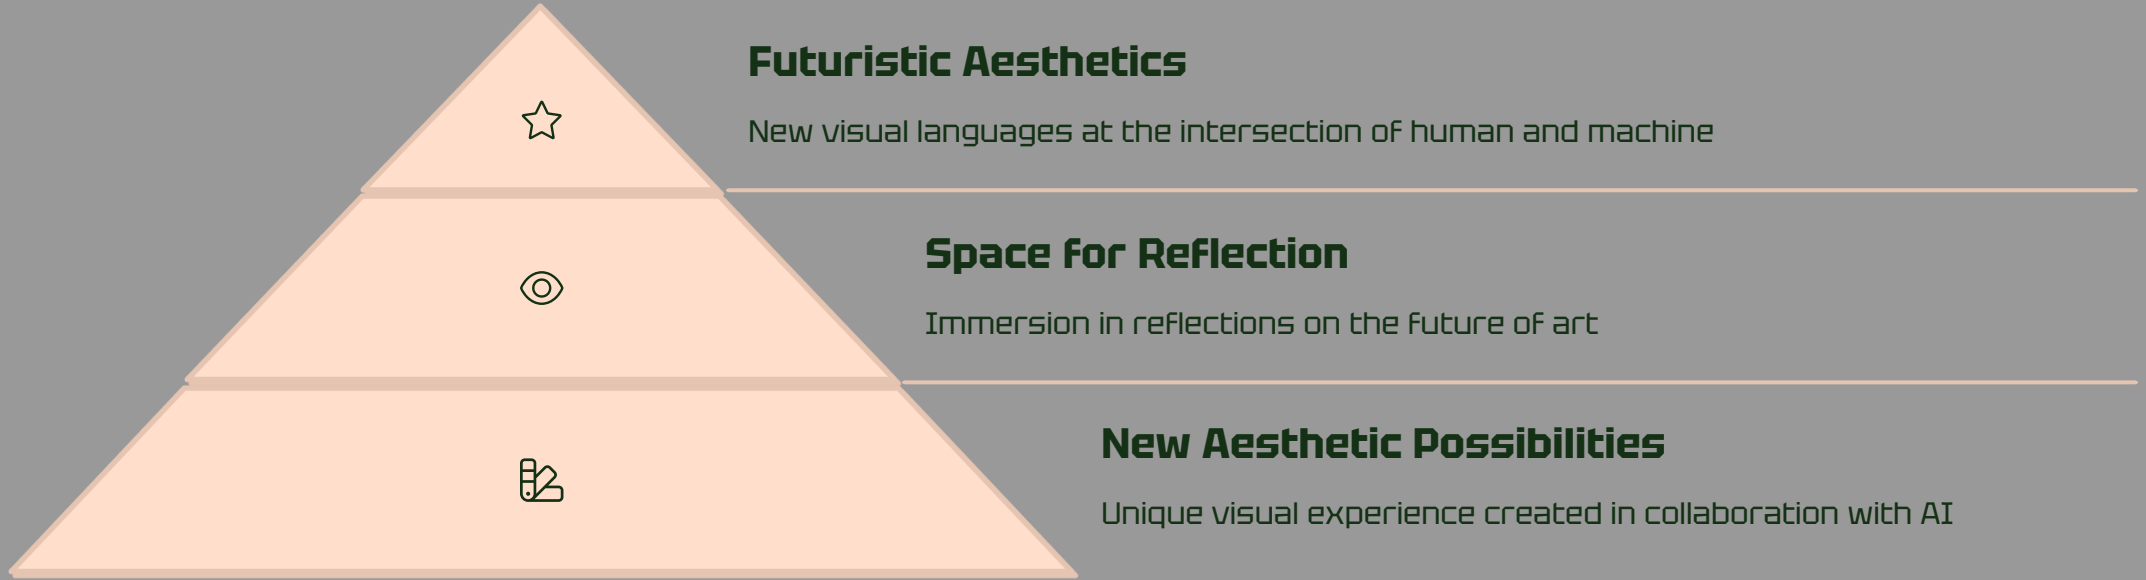 Futuristic Aesthetics
New visual languages at the intersection of human and machine
Space for Reflection
Immersion in reflections on the future of art
New Aesthetic Possibilities
Unique visual experience created in collaboration with AI